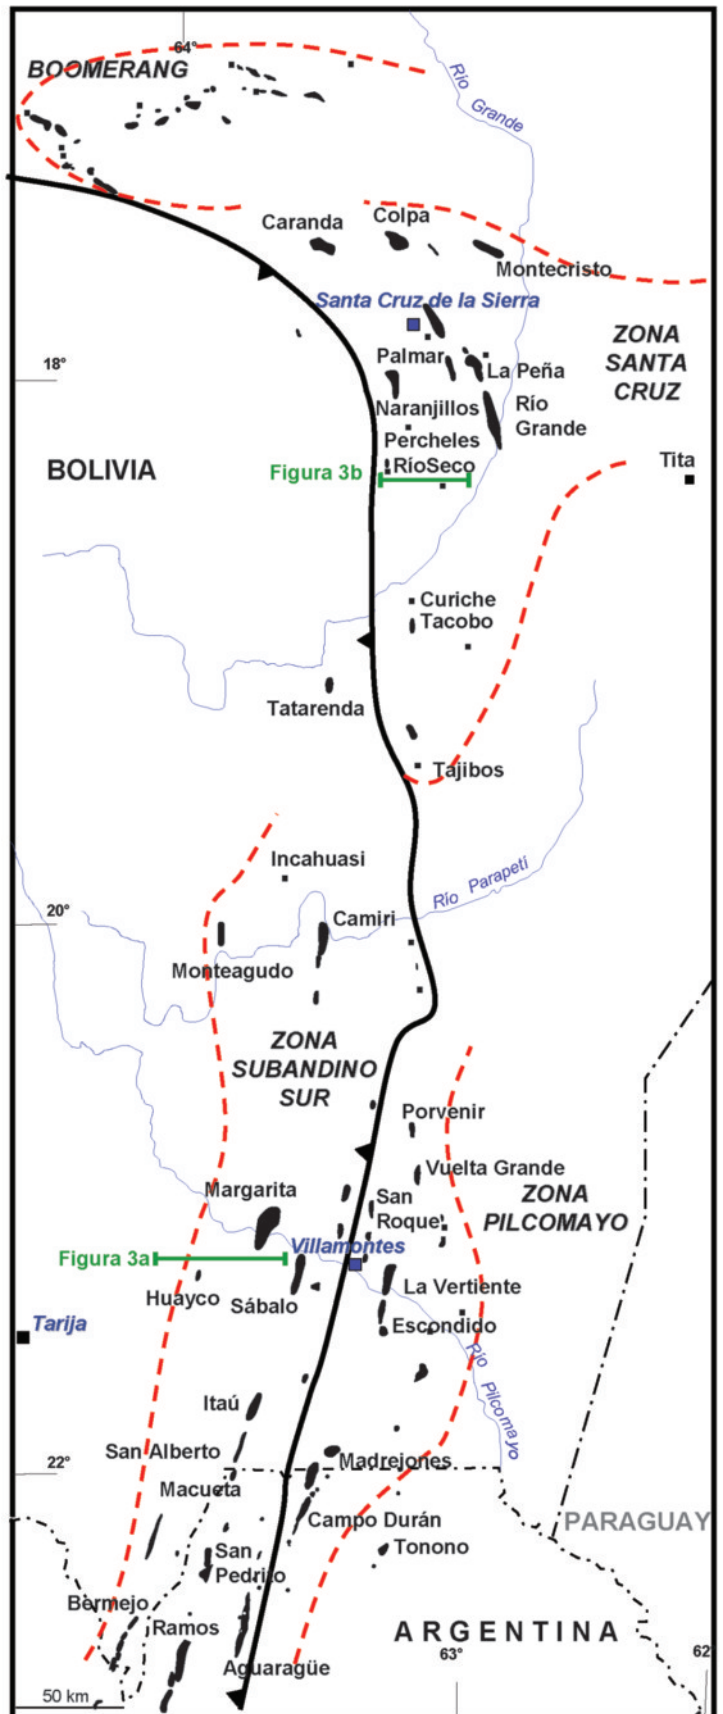 64°
BOOMERANG
Río Grande
Caranda
Colpa
Montecristo
Santa Cruz de la Sierra
ZONA
SANTA
CRUZ
18°
Palmar
La Peña
Naranjillos
Río
Grande
Percheles
BOLIVIA
Figura 3b
RíoSeco
Tita
Curiche
Tacobo
Tatarenda
Tajibos
Incahuasi
Río Parapetí
20°
Camiri
Monteagudo
ZONA
SUBANDINO
SUR
Porvenir
Vuelta Grande
Margarita
San
Roque
ZONA
PILCOMAYO
Villamontes
Figura 3a
Huayco
Sábalo
La Vertiente
Tarija
Escondido
Río Pilcomayo
Itaú
San Alberto
22°
Madrejones
Macueta
Campo Durán
PARAGUAY
San
Pedrito
Tonono
Bermejo
Ramos
ARGENTINA
63°
62
Aguaragüe
50 km